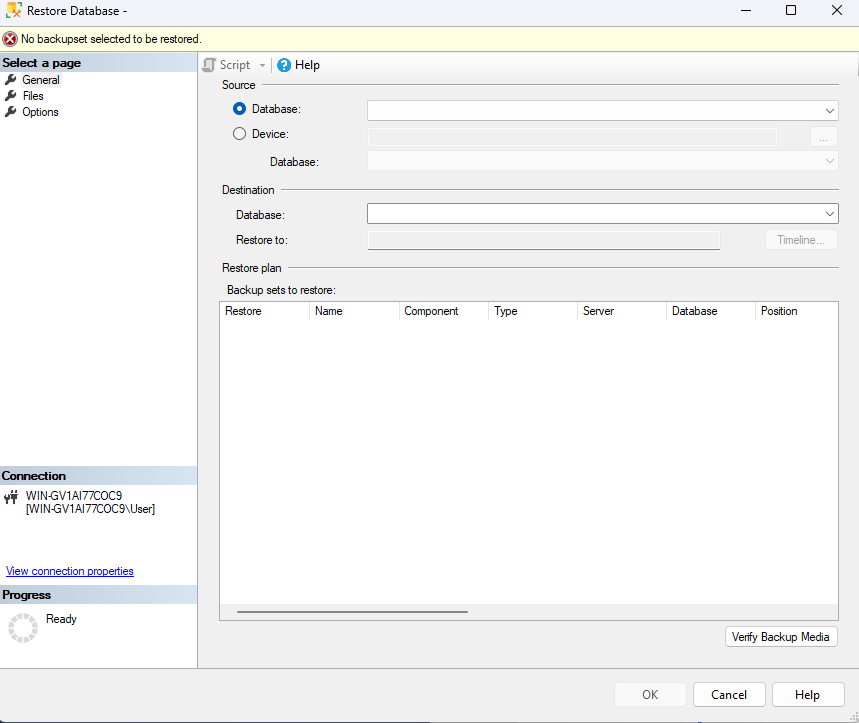 Restore Database -
No backupset selected to be restored.
Select a page
General
Files
Options
Script
Help
Source
Database:
Device:
...
Database:
Destination
Database:
Restore to:
Timeline...
Restore plan
Backup sets to restore:
Restore Name Component Type Server Database Position
Connection
WIN-GV1AI77COC9
[WIN-GV1AI77COC9\User]
View connection properties
Progress
Ready
Verify Backup Media
OK Cancel Help